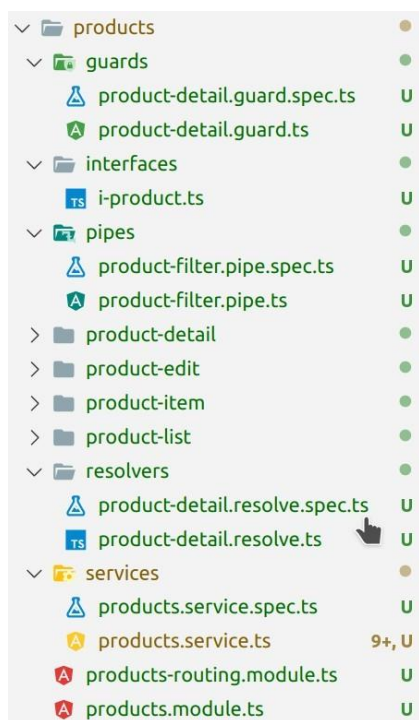 products
guards
product-detail.guard.spec.ts U
product-detail.guard.ts U
interfaces
TS i-product.ts U
pipes
product-filter.pipe.spec.ts U
A product-filter.pipe.ts U
product-detail
product-edit
product-item
product-list
resolvers
product-detail.resolve.spec.ts U
TS product-detail.resolve.ts U
services
products.service.spec.ts U
products.service.ts 9+, U
A products-routing.module.ts U
A products.module.ts U